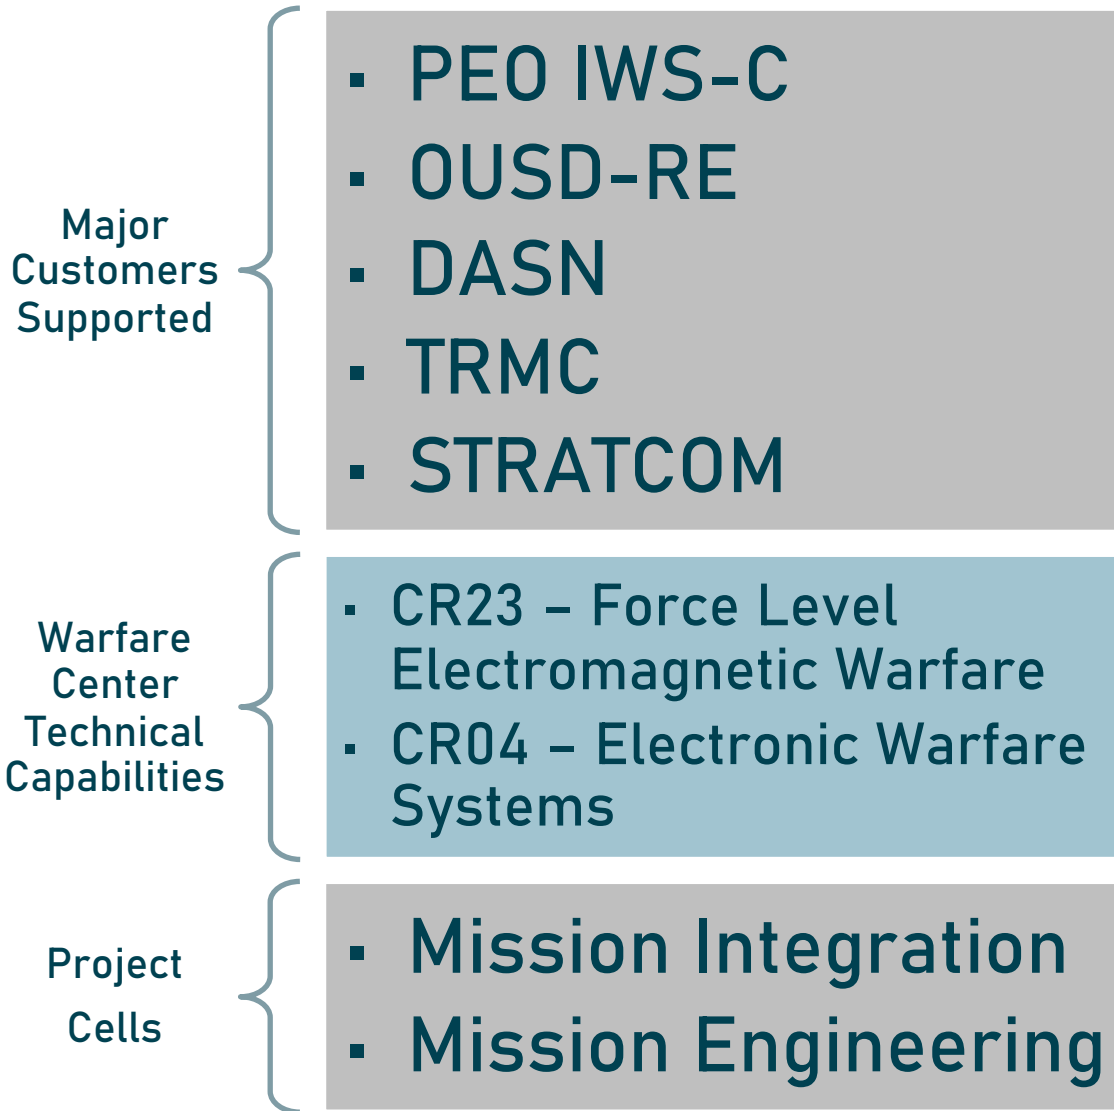 Major
Customers
Supported
▪ PEO IWS-C
▪ OUSD-RE
▪ DASN
▪ TRMC
▪ STRATCOM
Warfare
Center
Technical
Capabilities
▪ CR23 – Force Level
Electromagnetic Warfare
▪ CR04 – Electronic Warfare
Systems
Project
Cells
▪ Mission Integration
▪ Mission Engineering